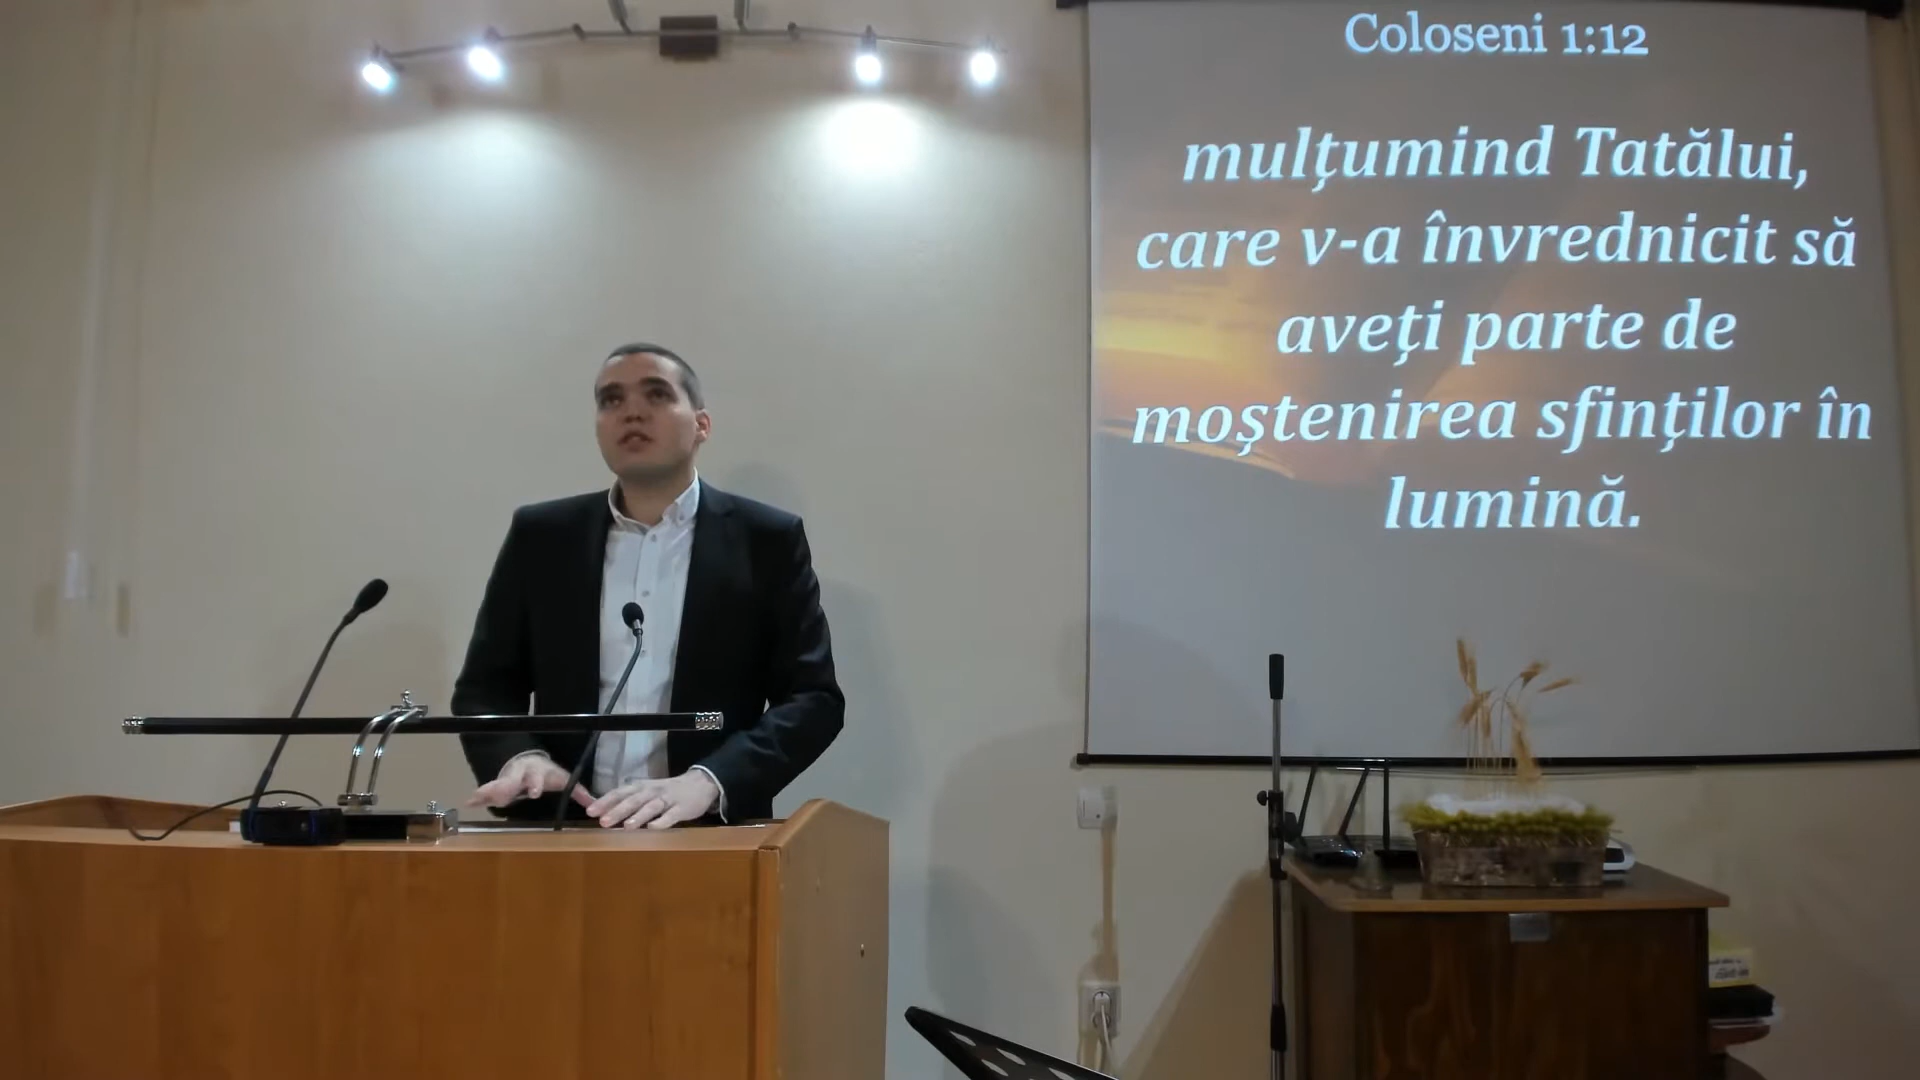 Coloseni 1:12
mulțumind Tatălui,
care v-a învrednicit să
aveți parte de
moștenirea sfinților în
lumină.